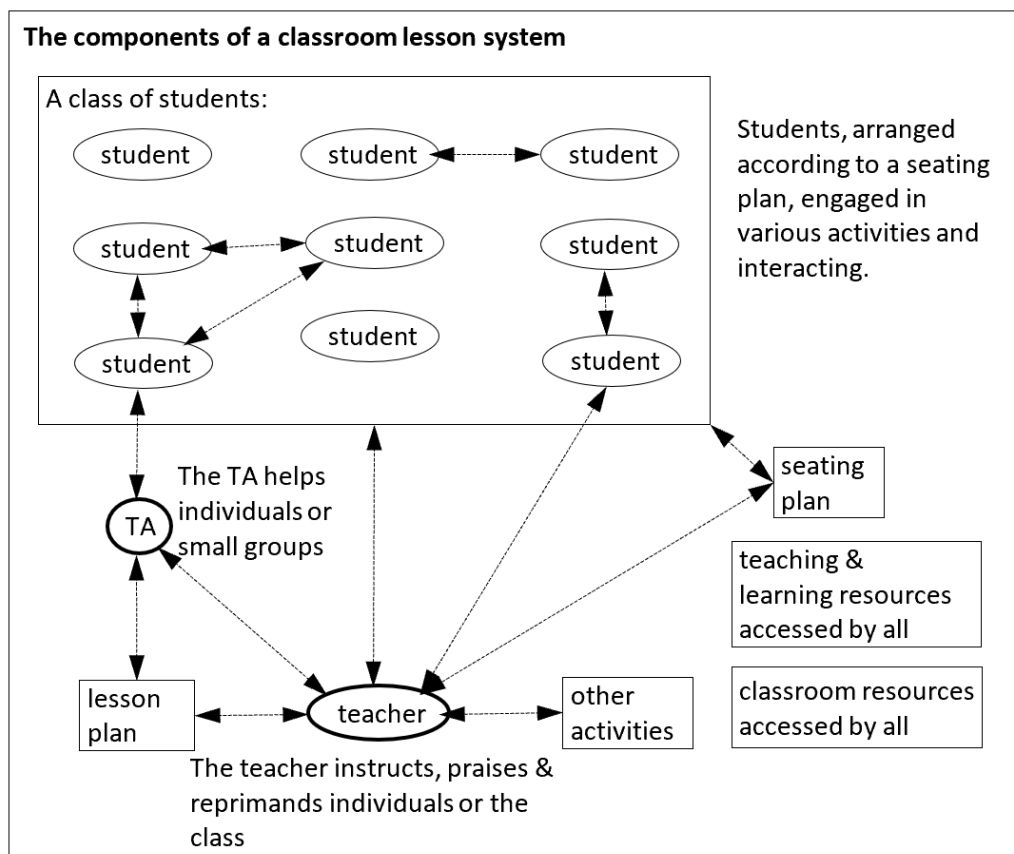 The components of a classroom lesson system
A class of students:
student
student
student
Students, arranged
according to a seating
plan, engaged in
various activities and
interacting.
student
student
student
student
student
student
The TA helps
individuals or
small groups
TA
seating
plan
teaching &
learning resources
accessed by all
lesson
plan
teacher
other
activities
classroom resources
accessed by all
The teacher instructs, praises &
reprimands individuals or the
class